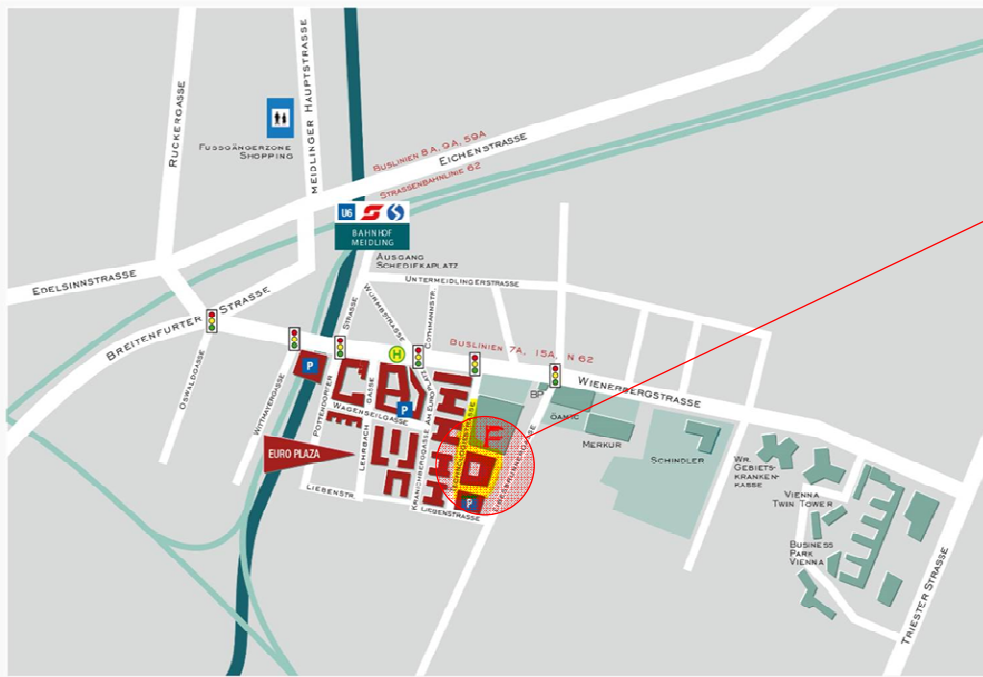 RUCKERGASSE
MEIDLINGER HAUPTSTRASSE
FUSSGÄNGERZONE
SHOPPING
BUSLINIEN 8A, 9A, 59A
EICHENSTRASSE
STRASSENBAHNLINIE 62
U6
BAHNHOF
MEIDLING
AUSGANG
SCHEDIFKAPLATZ
EDELSINNSTRASSE
UNTERMEIDLINGERSTRASSE
BREITENFURTER STRASSE
STRASSE
WURMBSTRASSE
COTHMANNSTR.
H
BUSLINIEN 7A, 15A, N 62
OSWALDGASSE
WITTMAYERGASSE
P
POTTENDORFER
GASSE
LEHRBACH
WAGENSEILGASSE
P
AM EUROPLATZ
KRANICHBERGGASSE
WIENERBERGSTRASSE
BP
ÖAMTC
MERKUR
SCHINDLER
E
EURO PLAZA
LIEBENSTR.
P
LIEBENSTRASSE
WR.
GEBIETS-
KRANKEN-
KASSE
VIENNA
TWIN TOWER
BUSINESS
PARK
VIENNA
TRIESTER STRASSE